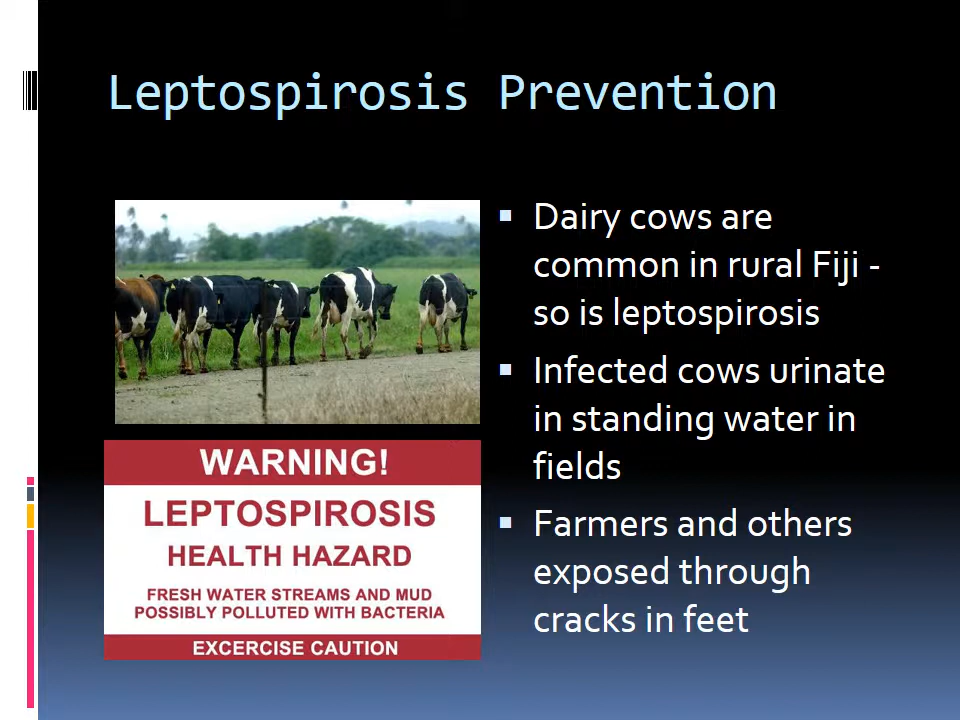 Leptospirosis Prevention
▪ Dairy cows are
common in rural Fiji -
so is leptospirosis
▪ Infected cows urinate
in standing water in
fields
▪ Farmers and others
exposed through
cracks in feet
WARNING!
LEPTOSPIROSIS
HEALTH HAZARD
FRESH WATER STREAMS AND MUD
POSSIBLY POLLUTED WITH BACTERIA
EXCERCISE CAUTION